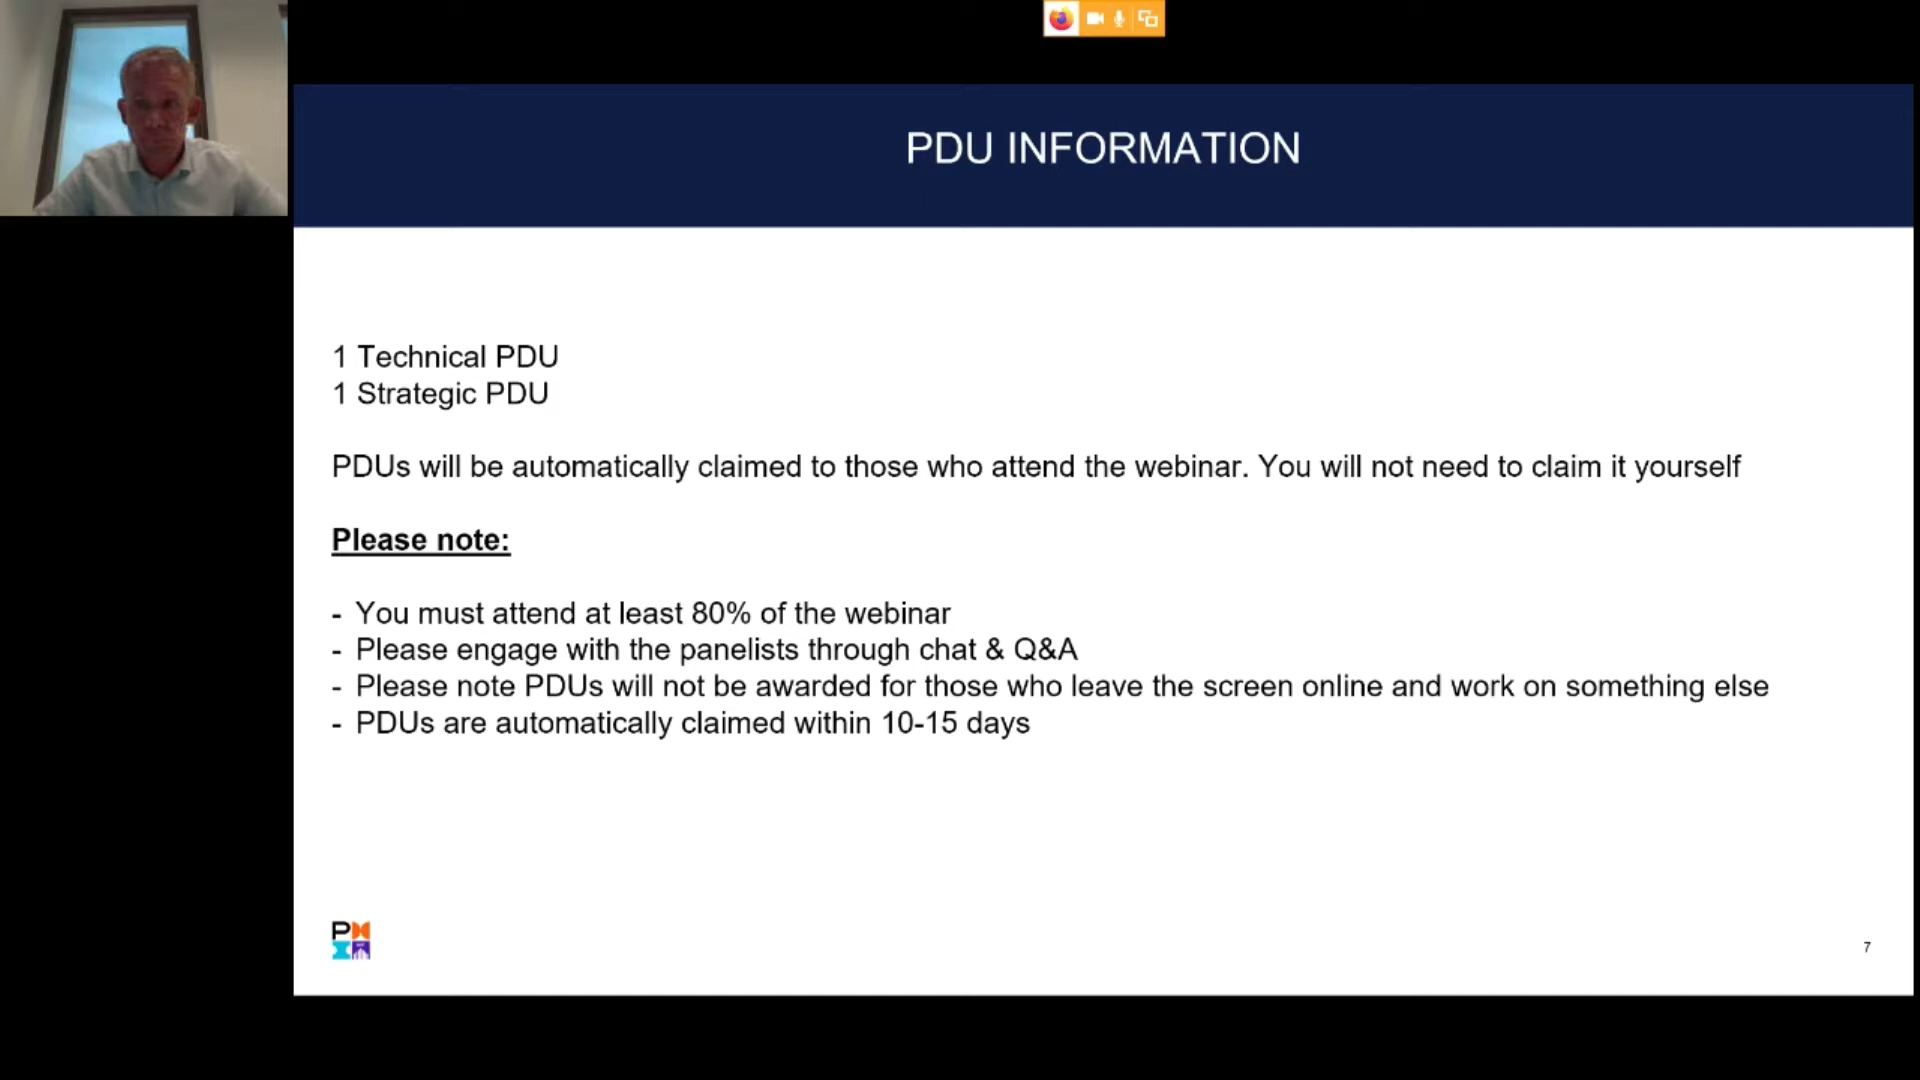 PDU INFORMATION
1 Technical PDU
1 Strategic PDU
PDUs will be automatically claimed to those who attend the webinar. You will not need to claim it yourself
Please note:
- You must attend at least 80% of the webinar
- Please engage with the panelists through chat & Q&A
- Please note PDUs will not be awarded for those who leave the screen online and work on something else
- PDUs are automatically claimed within 10-15 days
P
7